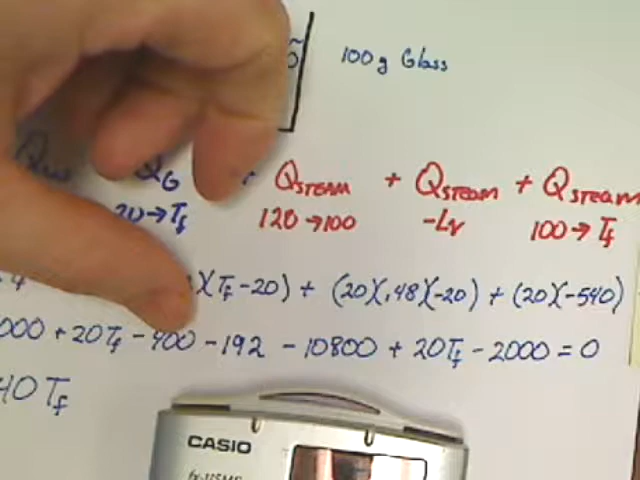 100g Glass
Q_G + Q_STEAM + Q_STEAM + Q_STEAM
20→T_f 120→100 -L_V 100→T_f
)(T_f-20) + (20)(.48)(-20) + (20)(-540)
000 + 20T_f - 400 - 192 - 10800 + 20T_f - 2000 = 0
40T_f
CASIO